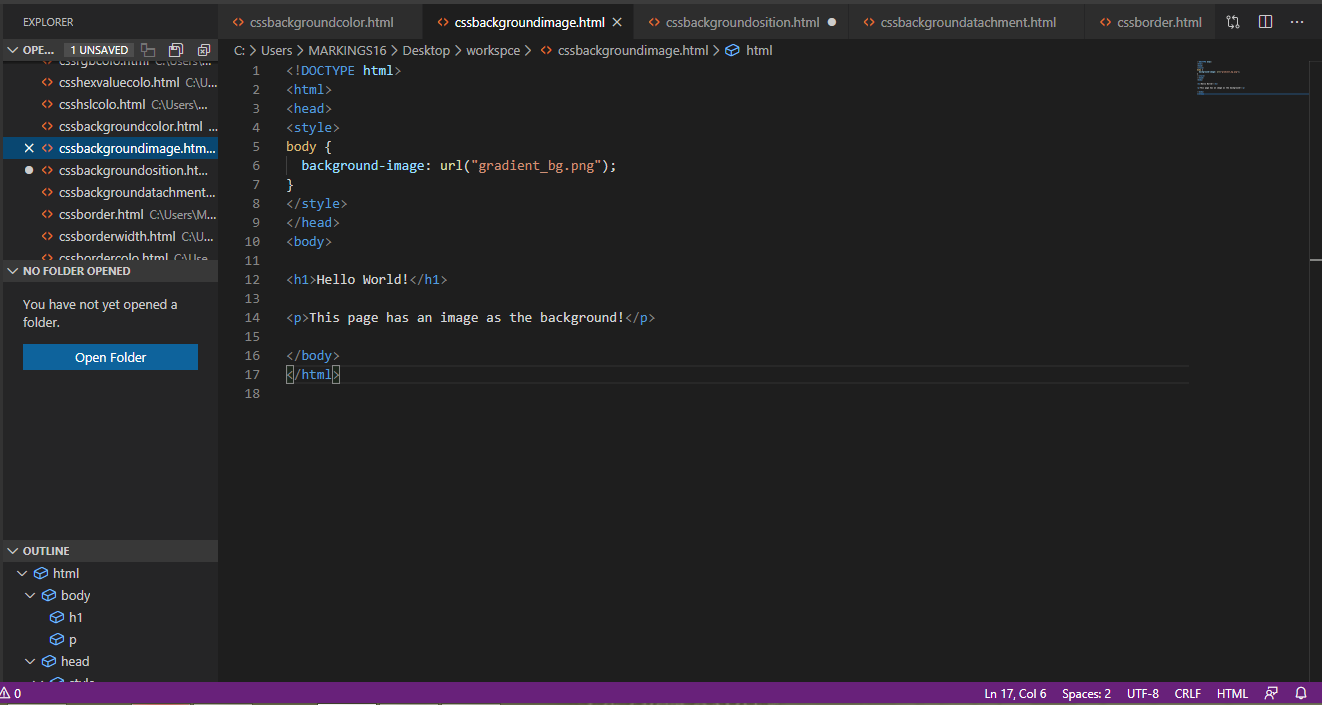 EXPLORER
cssbackgroundcolor.html
cssbackgroundimage.html
cssbackgroundosition.html
cssbackgroundatachment.html
cssborder.html
OPE... 1 UNSAVED
C: > Users > MARKINGS16 > Desktop > workspce > cssbackgroundimage.html > html
cssrgbcolo.html C:\Users\...
csshexvaluecolo.html C:\U...
csshslcolo.html C:\Users\...
cssbackgroundcolor.html ...
cssbackgroundimage.htm...
cssbackgroundosition.ht...
cssbackgroundatachment...
cssborder.html C:\Users\M...
cssborderwidth.html C:\U...
cssbordercolo.html C:\Use...
NO FOLDER OPENED
You have not yet opened a
folder.
Open Folder
OUTLINE
html
body
h1
p
head
style
1 <!DOCTYPE html>
2 <html>
3 <head>
4 <style>
5 body {
6 background-image: url("gradient_bg.png");
7 }
8 </style>
9 </head>
10 <body>
11
12 <h1>Hello World!</h1>
13
14 <p>This page has an image as the background!</p>
15
16 </body>
17 </html>
18
0
Ln 17, Col 6 Spaces: 2 UTF-8 CRLF HTML